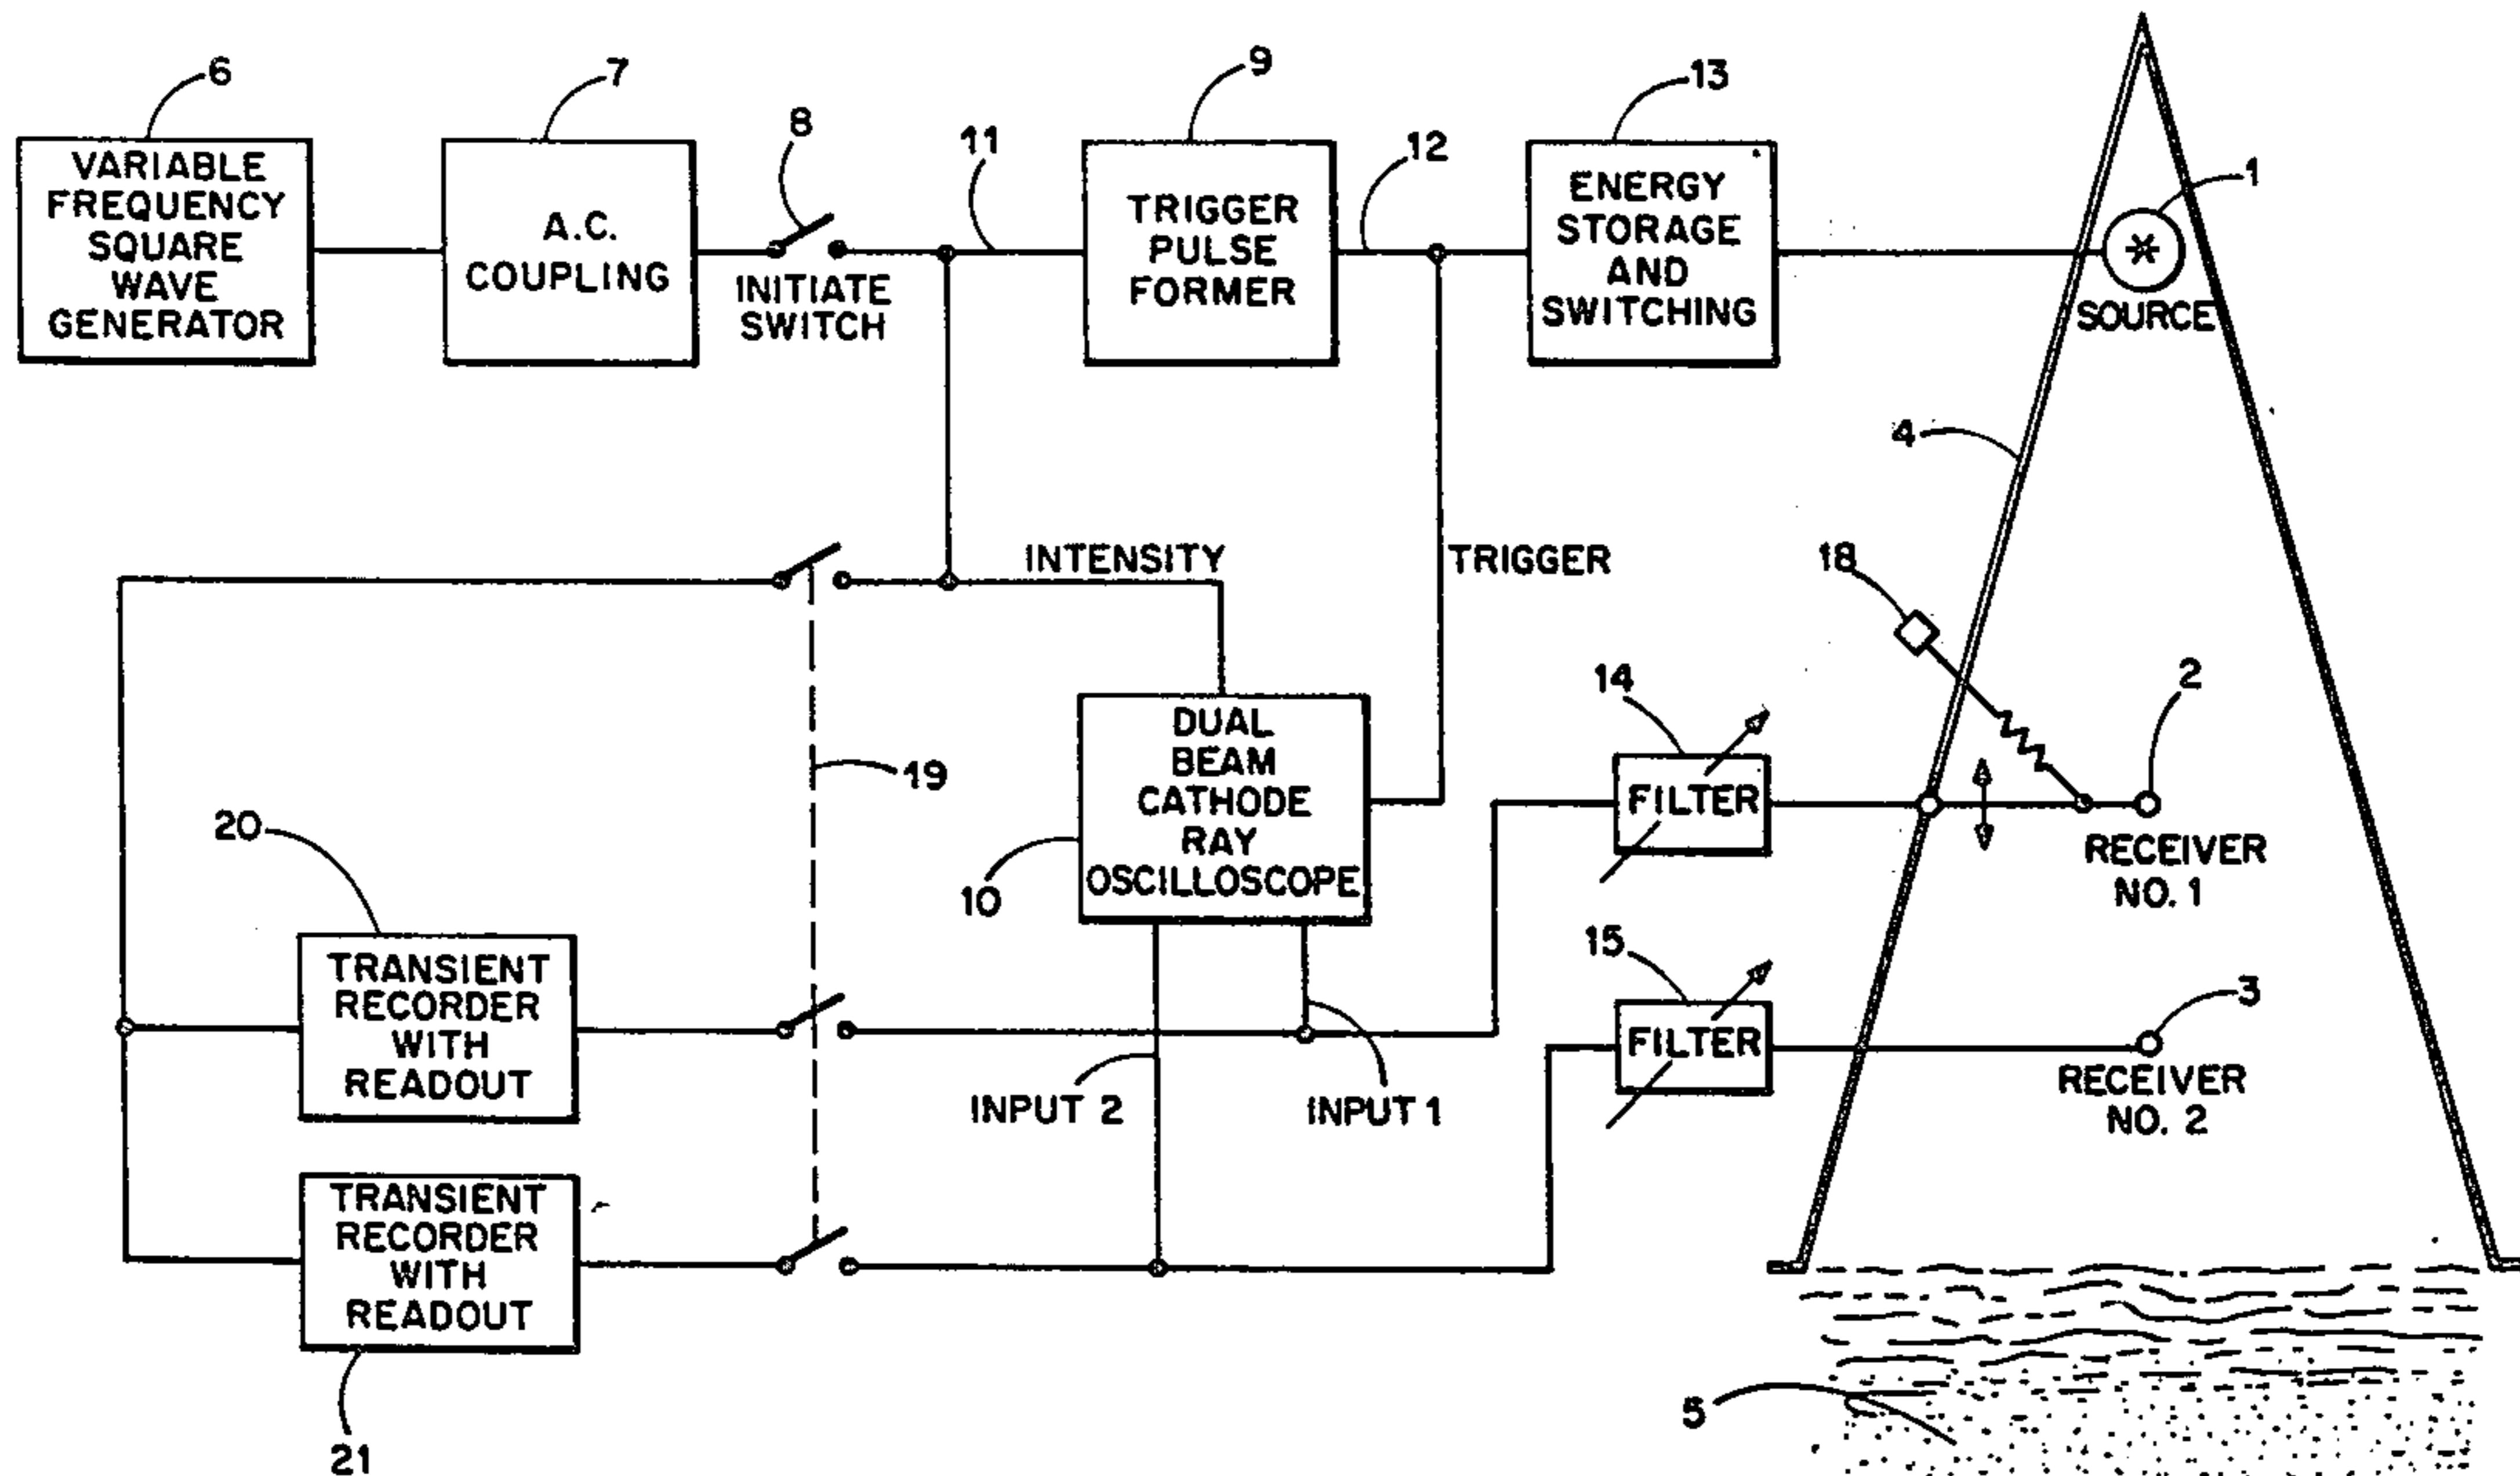 6
7
8
9
11
12
13
1
VARIABLE
FREQUENCY
SQUARE
WAVE
GENERATOR
A.C.
COUPLING
INITIATE
SWITCH
TRIGGER
PULSE
FORMER
ENERGY
STORAGE
AND
SWITCHING
SOURCE
4
INTENSITY
TRIGGER
18
14
2
19
20
10
DUAL
BEAM
CATHODE
RAY
OSCILLOSCOPE
FILTER
RECEIVER
NO. 1
15
3
TRANSIENT
RECORDER
WITH
READOUT
INPUT 2
INPUT 1
FILTER
RECEIVER
NO. 2
TRANSIENT
RECORDER
WITH
READOUT
21
5